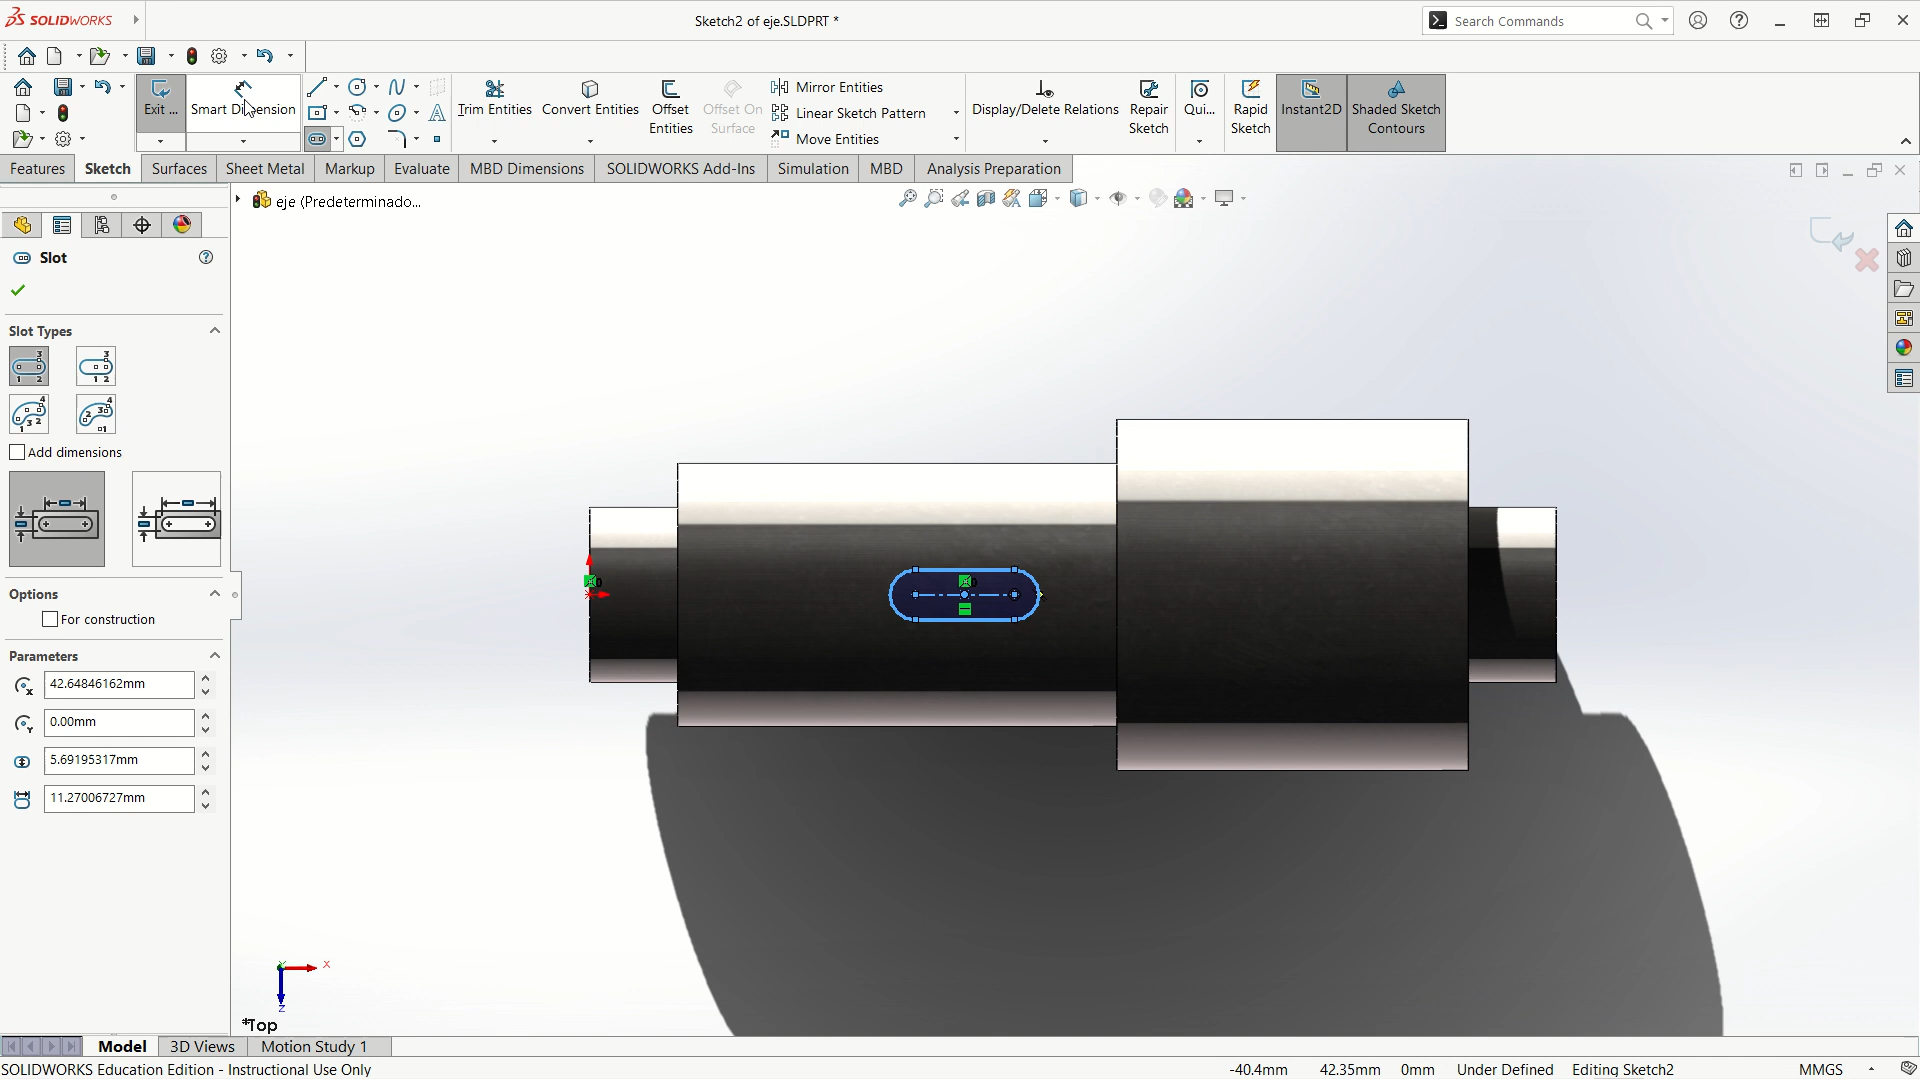 SOLIDWORKS
Sketch2 of eje.SLDPRT *
Search Commands
Exit ...
Smart Dimension
Trim Entities
Convert Entities
Offset
Entities
Offset On
Surface
Mirror Entities
Linear Sketch Pattern
Move Entities
Display/Delete Relations
Repair
Sketch
Qui...
Rapid
Sketch
Instant2D
Shaded Sketch
Contours
Features
Sketch
Surfaces
Sheet Metal
Markup
Evaluate
MBD Dimensions
SOLIDWORKS Add-Ins
Simulation
MBD
Analysis Preparation
eje (Predeterminado...
Slot
Slot Types
Add dimensions
Options
For construction
Parameters
42.64846162mm
0.00mm
5.69195317mm
11.27006727mm
Y
X
Z
*Top
Model
3D Views
Motion Study 1
SOLIDWORKS Education Edition - Instructional Use Only
-40.4mm
42.35mm
0mm
Under Defined
Editing Sketch2
MMGS